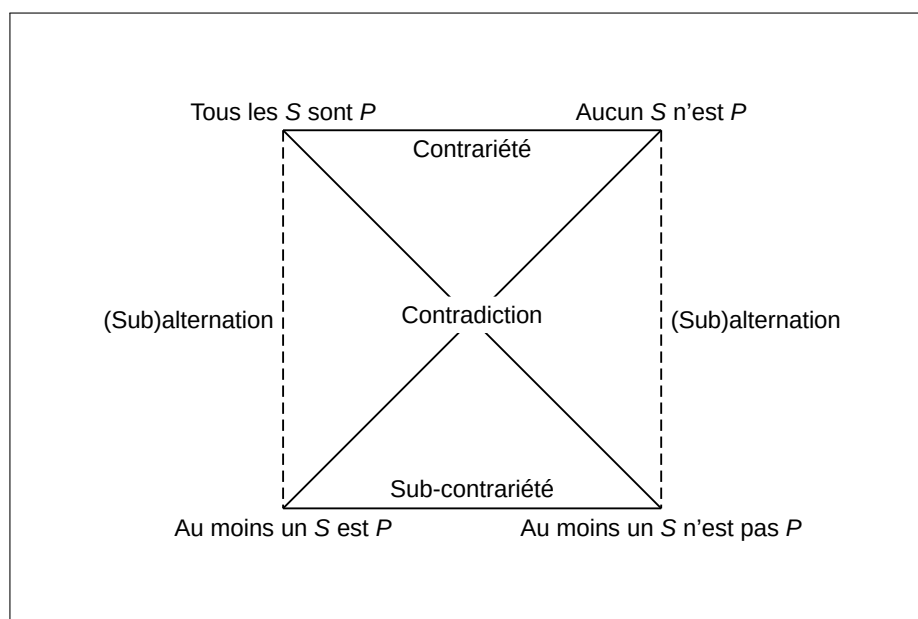 Tous les S sont P
Aucun S n’est P
Contrariété
(Sub)alternation
Contradiction
(Sub)alternation
Sub-contrariété
Au moins un S est P
Au moins un S n’est pas P